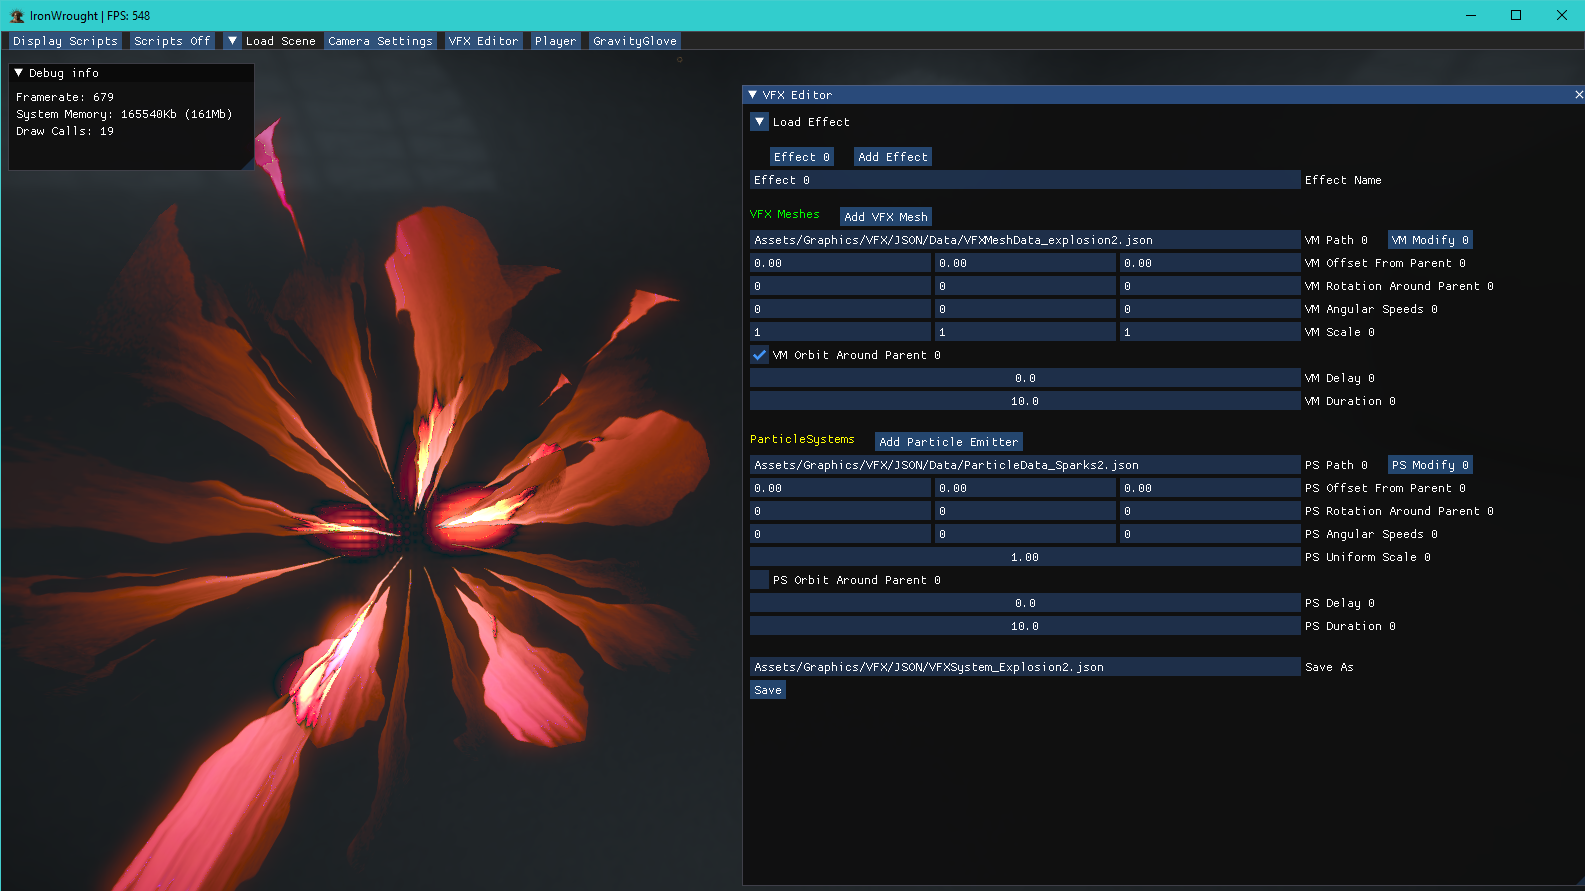 IronWrought | FPS: 548
Display Scripts Scripts Off Load Scene Camera Settings VFX Editor Player GravityGlove
Debug info
Framerate: 679
System Memory: 165540Kb (161Mb)
Draw Calls: 19
VFX Editor
Load Effect
Effect 0 Add Effect
Effect 0 Effect Name
VFX Meshes Add VFX Mesh
Assets/Graphics/VFX/JSON/Data/VFXMeshData_explosion2.json VM Path 0 VM Modify 0
0.00 0.00 0.00 VM Offset From Parent 0
0 0 0 VM Rotation Around Parent 0
0 0 0 VM Angular Speeds 0
1 1 1 VM Scale 0
VM Orbit Around Parent 0
0.0 VM Delay 0
10.0 VM Duration 0
ParticleSystems Add Particle Emitter
Assets/Graphics/VFX/JSON/Data/ParticleData_Sparks2.json PS Path 0 PS Modify 0
0.00 0.00 0.00 PS Offset From Parent 0
0 0 0 PS Rotation Around Parent 0
0 0 0 PS Angular Speeds 0
1.00 PS Uniform Scale 0
PS Orbit Around Parent 0
0.0 PS Delay 0
10.0 PS Duration 0
Assets/Graphics/VFX/JSON/VFXSystem_Explosion2.json Save As
Save